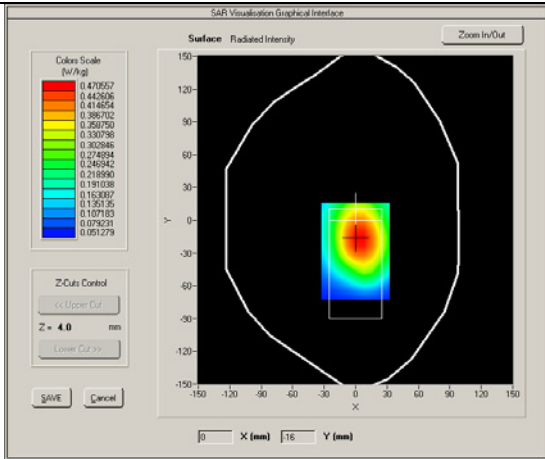 SAR Visualisation Graphical Interface
Surface Radiated Intensity
Zoom In/Out
Colors Scale
(W/kg)
0.470557
0.442606
0.414654
0.386702
0.358750
0.330798
0.302846
0.274894
0.246942
0.218990
0.191038
0.163087
0.135135
0.107183
0.079231
0.051279
Z-Cuts Control
<< Upper Cut
Z = 4.0 mm
Lower Cut >>
SAVE Cancel
150
120
90
60
30
0
-30
-60
-90
-120
-150
Y
-150 -120 -90 -60 -30 0 30 60 90 120 150
X
0 X (mm) -16 Y (mm)